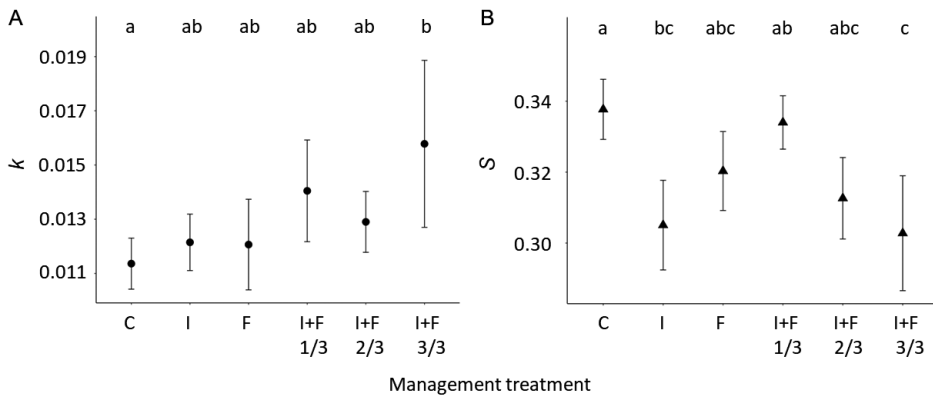 A
a ab ab ab ab b
0.019
0.017
0.015
0.013
0.011
k
C I F I+F I+F I+F
1/3 2/3 3/3
B
a bc abc ab abc c
0.34
0.32
0.30
S
C I F I+F I+F I+F
1/3 2/3 3/3
Management treatment